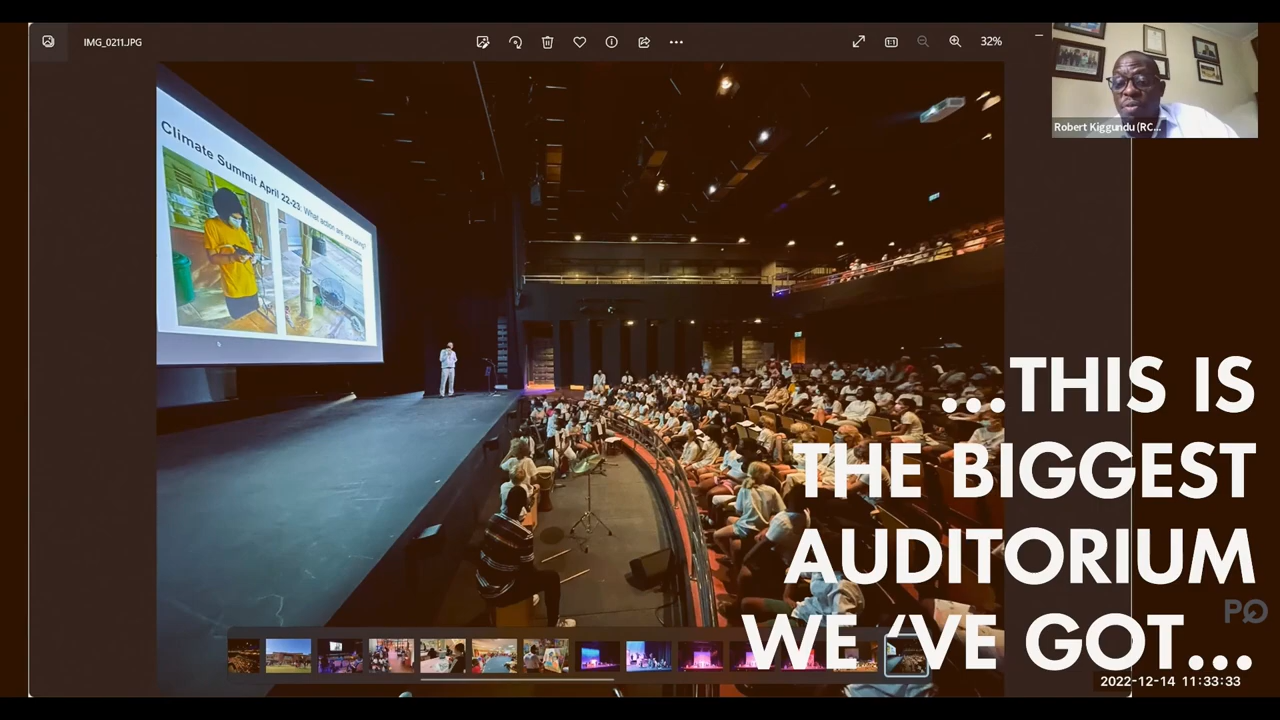 IMG_0211.JPG
32%
Robert Kiggundu (RC...
Climate Summit April 22-23: What action are you taking?
...THIS IS
THE BIGGEST
AUDITORIUM
WE ‘VE GOT...
PQ
2022-12-14 11:33:33